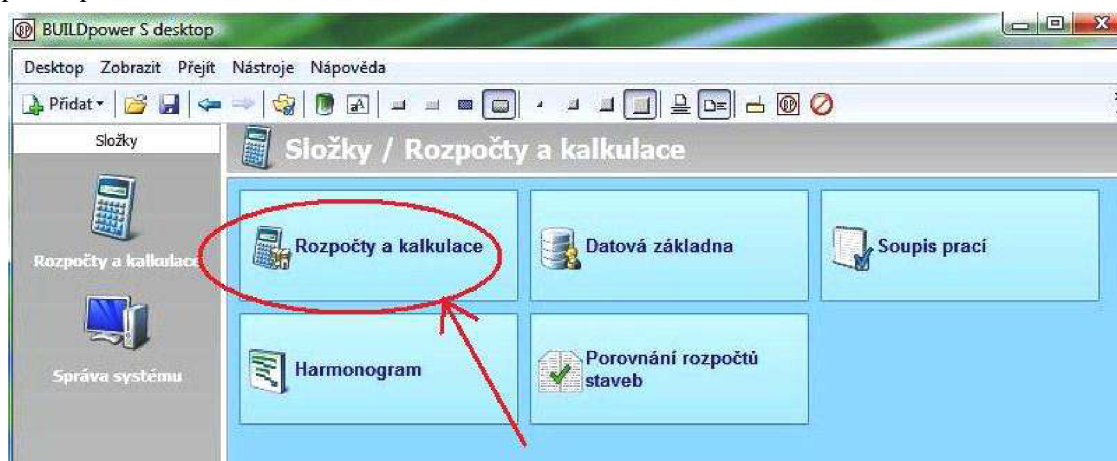 BUILDpower S desktop
Desktop Zobrazit Přejít Nástroje Nápověda
Přidat
Složky
Složky / Rozpočty a kalkulace
Rozpočty a kalkulace
Správa systému
Rozpočty a kalkulace
Datová základna
Soupis prací
Harmonogram
Porovnání rozpočtů
staveb